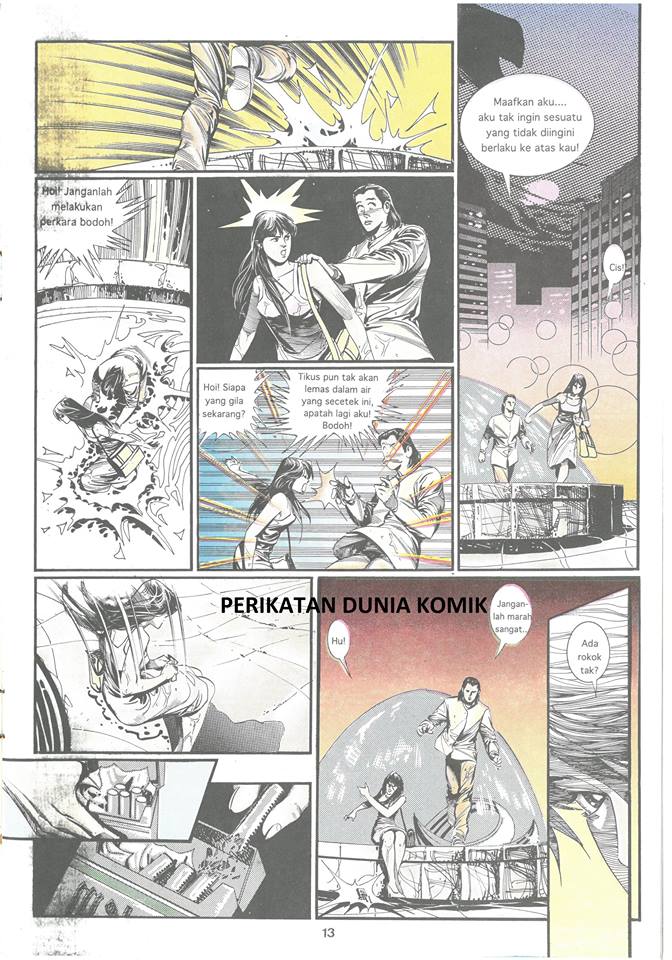 Hoi! Janganlah
melakukan
perkara bodoh!
Hoi! Siapa
yang gila
sekarang?
Tikus pun tak akan
lemas dalam air
yang secetek ini,
apatah lagi aku!
Bodoh!
Maafkan aku....
aku tak ingin sesuatu
yang tidak diingini
berlaku ke atas kau!
Cis!
PERIKATAN DUNIA KOMIK
Hu!
Jangan-
lah marah
sangat...
Ada
rokok
tak?
13